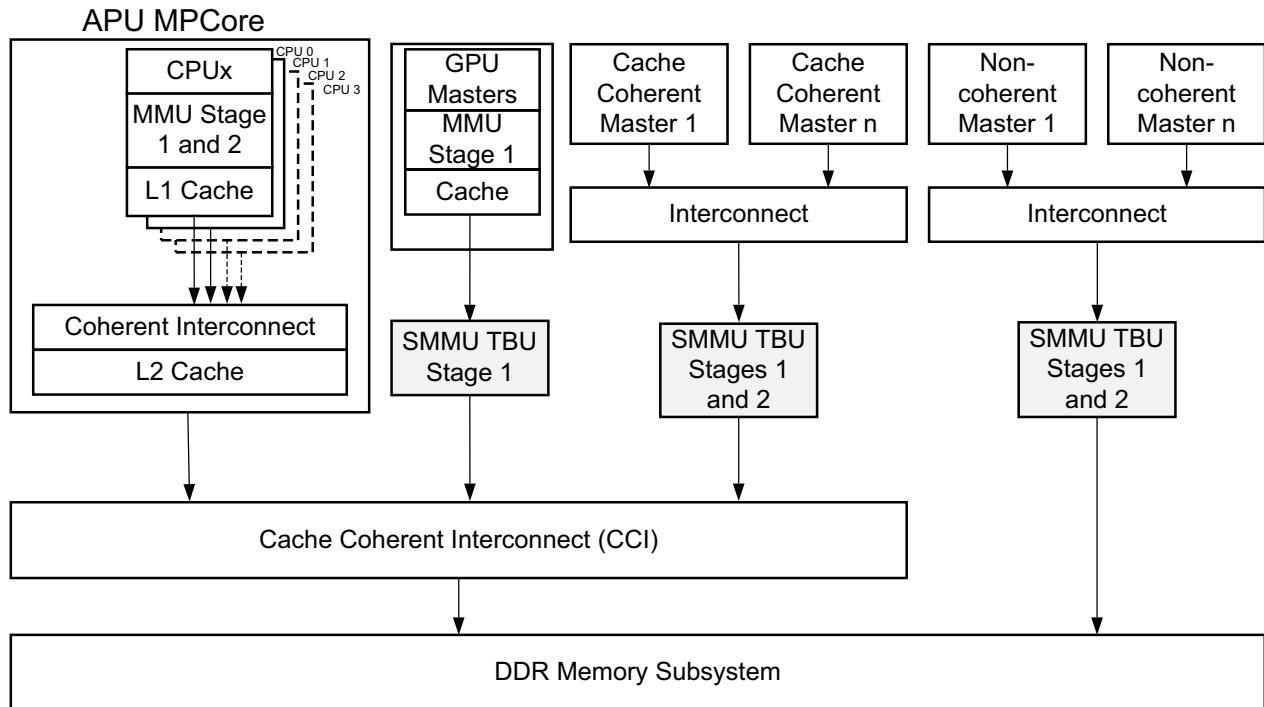 APU MPCore
CPU 0
CPU 1
CPU 2
CPU 3
CPUx
MMU Stage
1 and 2
L1 Cache
Coherent Interconnect
L2 Cache
GPU
Masters
MMU
Stage 1
Cache
Cache
Coherent
Master 1
Cache
Coherent
Master n
Non-
coherent
Master 1
Non-
coherent
Master n
Interconnect
Interconnect
SMMU TBU
Stage 1
SMMU TBU
Stages 1
and 2
SMMU TBU
Stages 1
and 2
Cache Coherent Interconnect (CCI)
DDR Memory Subsystem